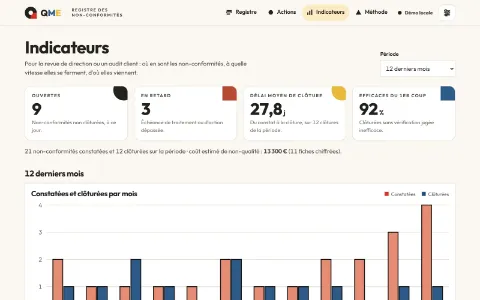 QME
REGISTRE DES
NON-CONFORMITÉS
Registre
Actions
Indicateurs
Méthode
Démo locale
Indicateurs
Pour la revue de direction ou un audit client : où en sont les non-conformités, à quelle
vitesse elles se ferment, d'où elles viennent.
Période
12 derniers mois
OUVERTES
9
Non-conformités non clôturées, à ce
jour.
EN RETARD
3
Échéance de traitement ou d'action
dépassée.
DÉLAI MOYEN DE CLÔTURE
27,8 j
Du constat à la clôture, sur 12 clôtures
de la période.
EFFICACES DU 1ER COUP
92 %
Clôtures sans vérification jugée
inefficace.
21 non-conformités constatées et 12 clôturées sur la période · coût estimé de non-qualité : 13 300 € (11 fiches chiffrées).
12 derniers mois
Constatées et clôturées par mois
Constatées
Clôturées
4
3
2
1